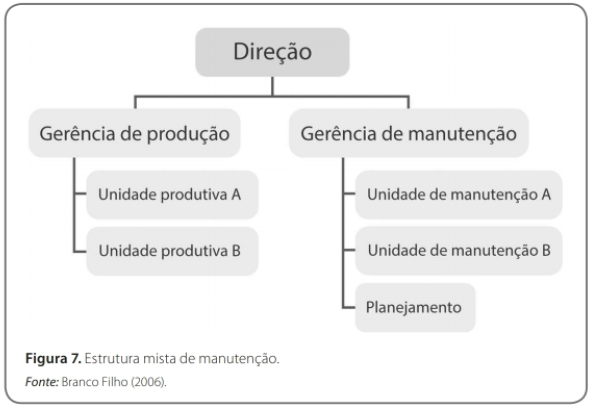 Direção
Gerência de produção
Gerência de manutenção
Unidade produtiva A
Unidade de manutenção A
Unidade produtiva B
Unidade de manutenção B
Planejamento
Figura 7. Estrutura mista de manutenção.
Fonte: Branco Filho (2006).